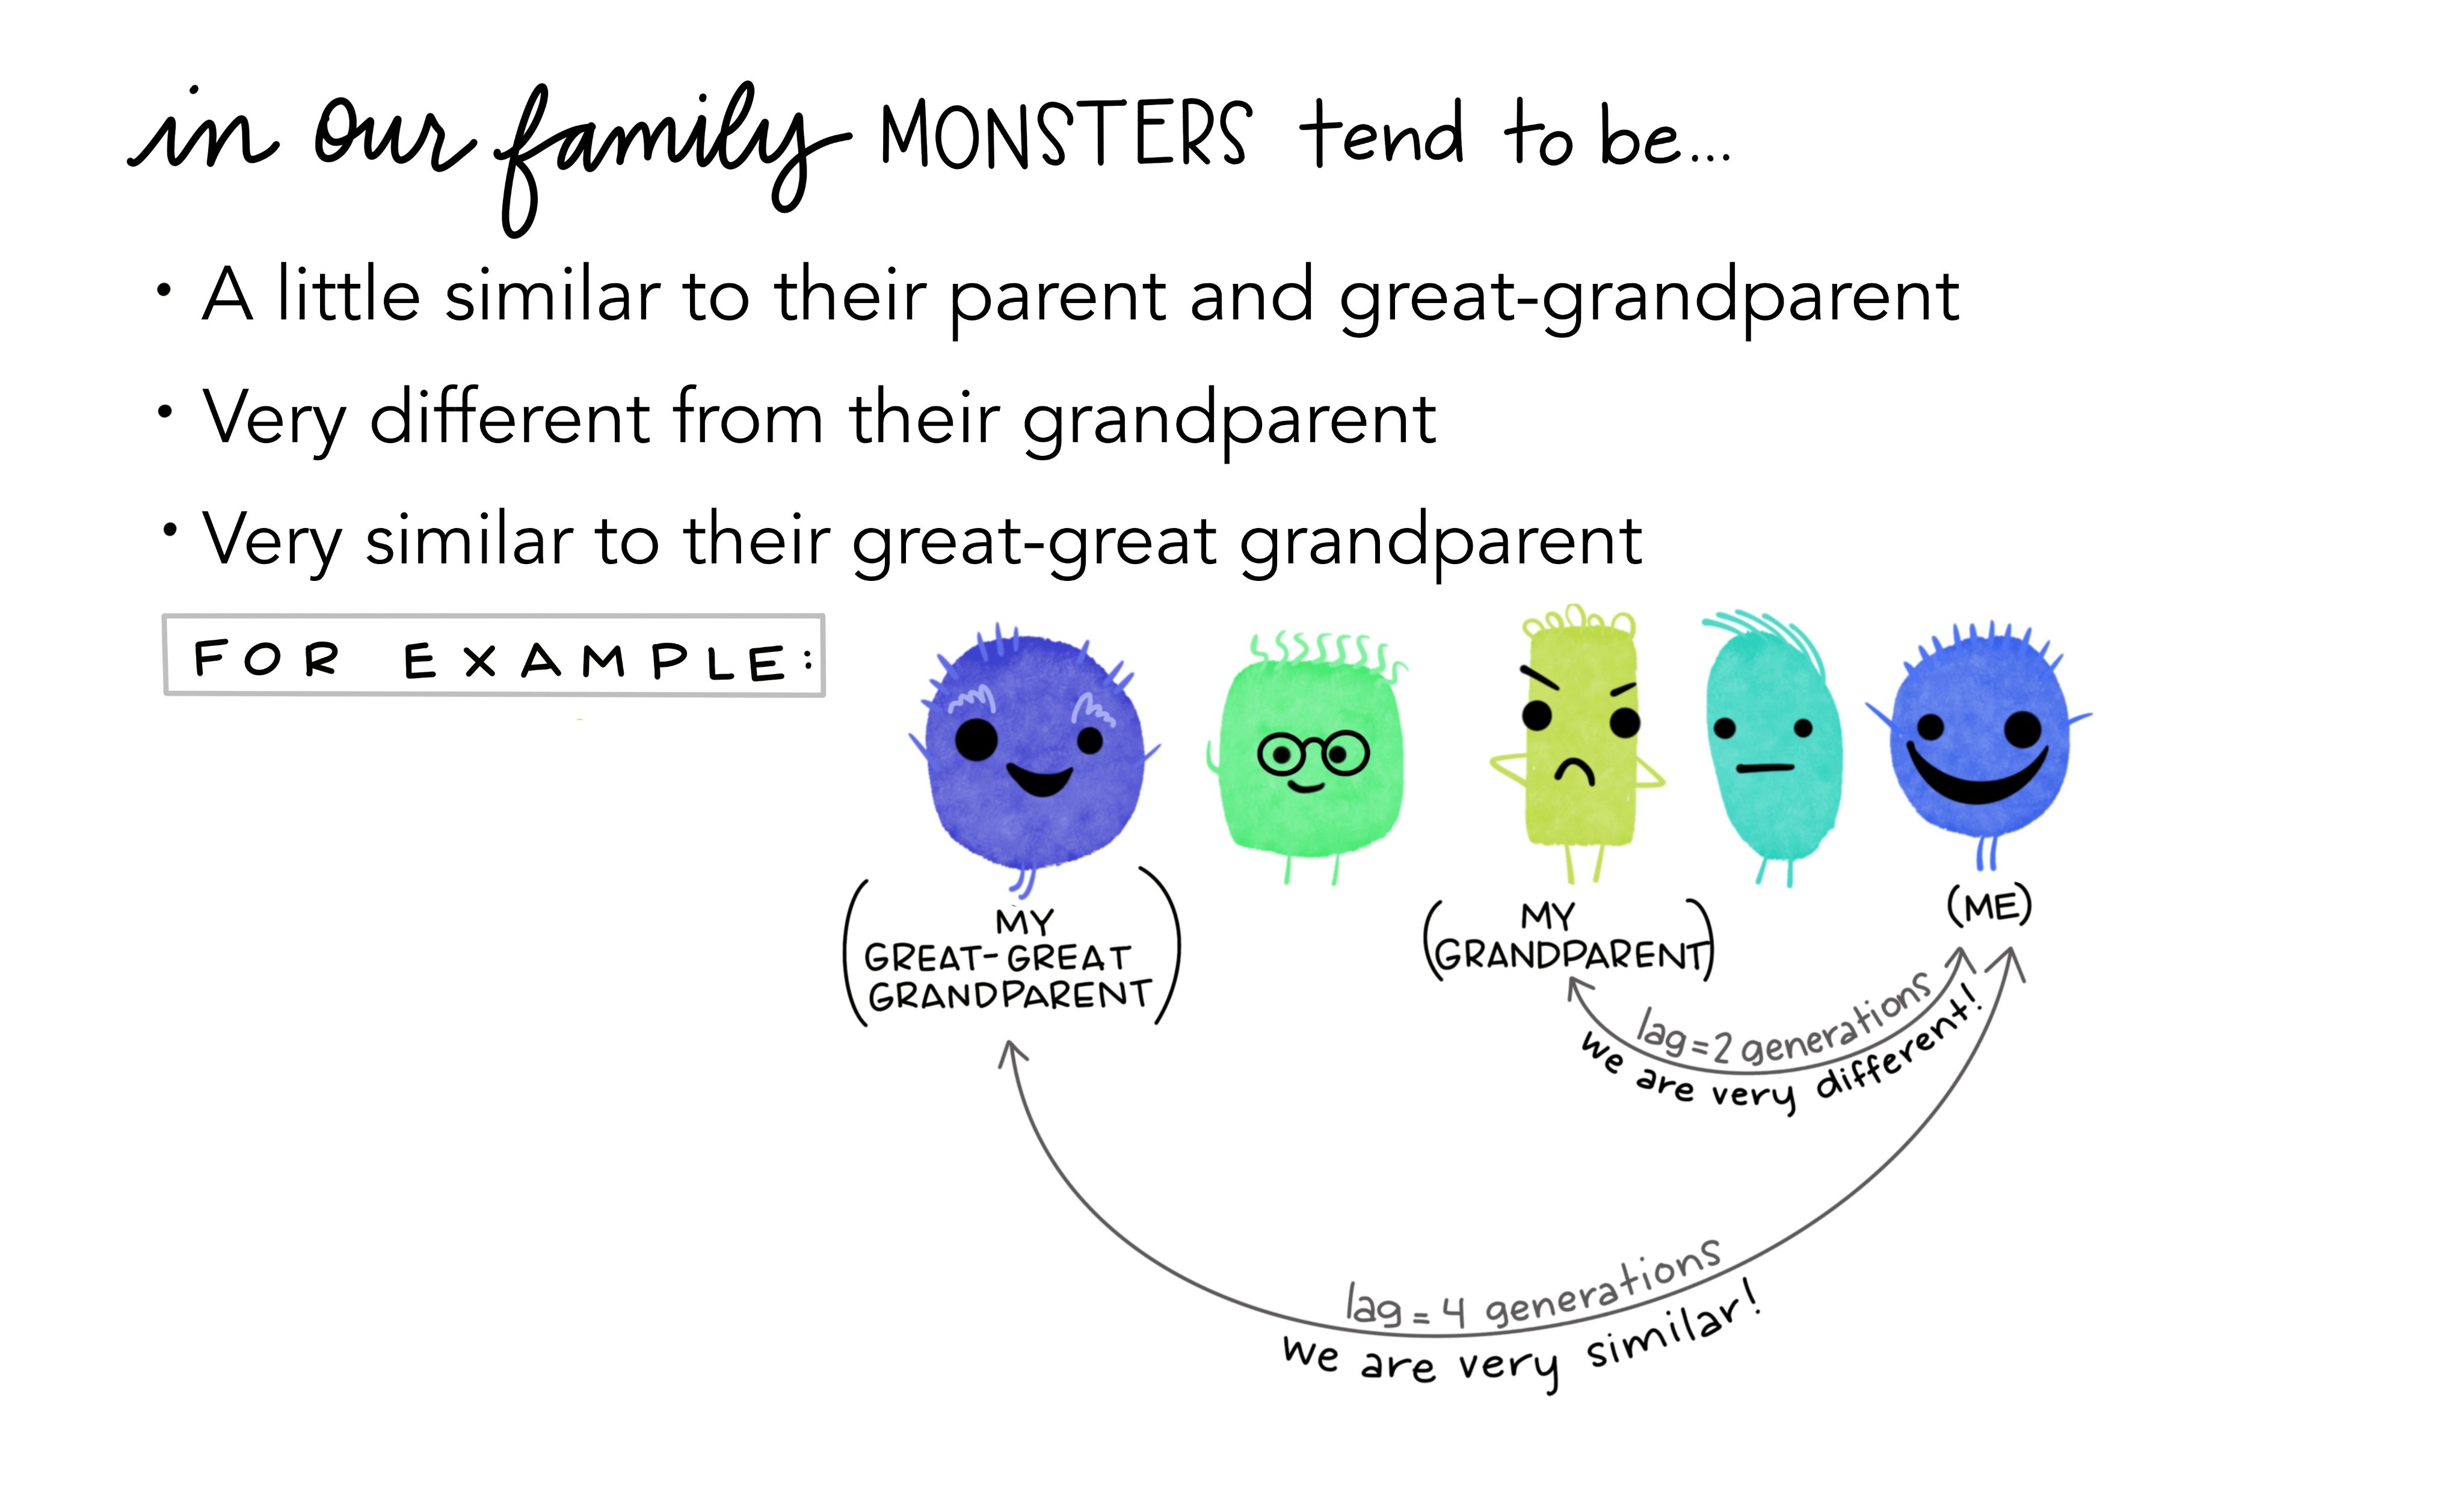 in our family MONSTERS tend to be...
• A little similar to their parent and great-grandparent
• Very different from their grandparent
• Very similar to their great-great grandparent
FOR EXAMPLE:
(MY
GREAT-GREAT
GRANDPARENT)
(MY
GRANDPARENT)
(ME)
lag=2 generations
we are very different!
lag=4 generations
we are very similar!